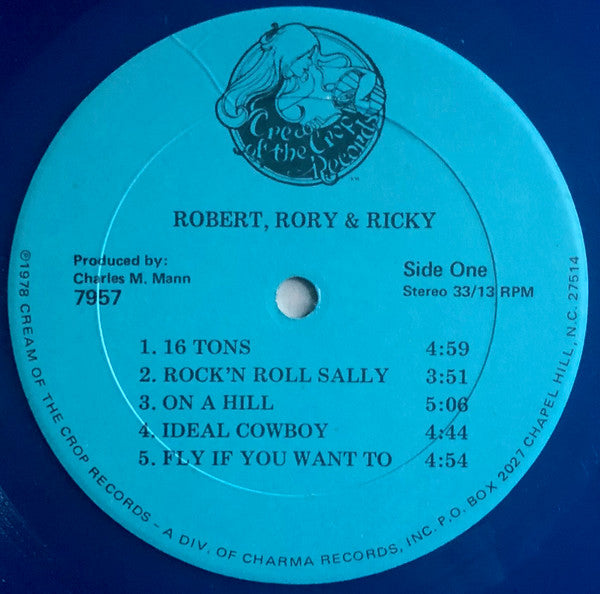 Cream
of the Crop
Records
TM
ROBERT, RORY & RICKY
Produced by:
Charles M. Mann
7957
Side One
Stereo 33/13 RPM
1. 16 TONS 4:59
2. ROCK'N ROLL SALLY 3:51
3. ON A HILL 5:06
4. IDEAL COWBOY 4:44
5. FLY IF YOU WANT TO 4:54
℗1978 CREAM OF THE CROP RECORDS - A DIV. OF CHARMA RECORDS, INC. P.O. BOX 2027 CHAPEL HILL, N.C. 27514